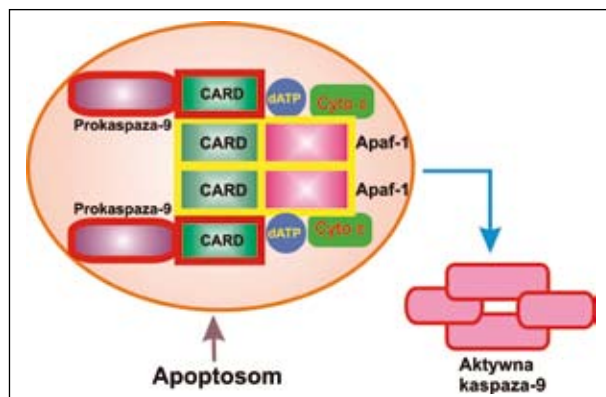 CARD
dATP
Cyto-c
Prokaspaza-9
CARD
Apaf-1
CARD
Apaf-1
Prokaspaza-9
CARD
dATP
Cyto-c
Apoptosom
Aktywna
kaspaza-9